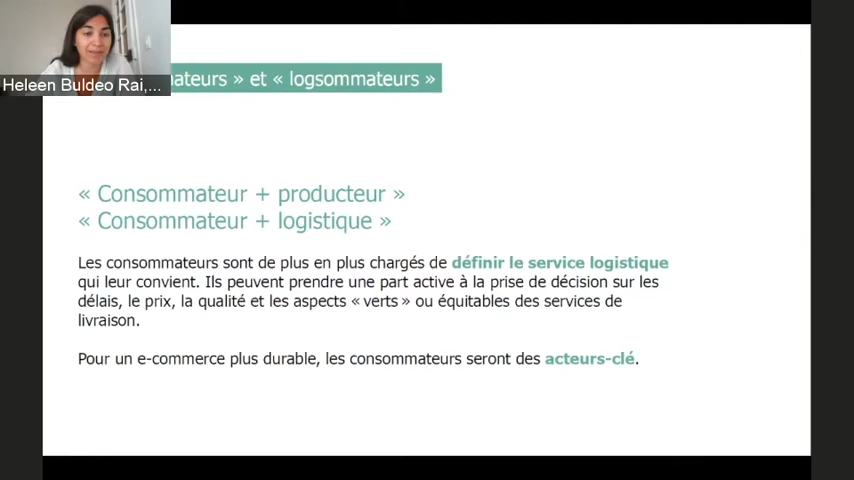 Heleen Buldeo Rai,...
mateurs » et « logsommateurs »
« Consommateur + producteur »
« Consommateur + logistique »
Les consommateurs sont de plus en plus chargés de définir le service logistique
qui leur convient. Ils peuvent prendre une part active à la prise de décision sur les
délais, le prix, la qualité et les aspects « verts » ou équitables des services de
livraison.
Pour un e-commerce plus durable, les consommateurs seront des acteurs-clé.